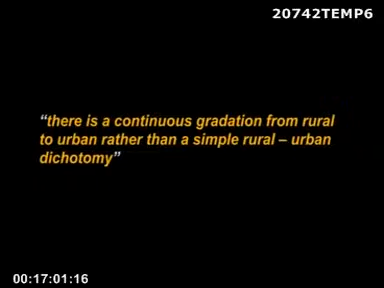 20742TEMP6
“there is a continuous gradation from rural
to urban rather than a simple rural – urban
dichotomy”
00:17:01:16